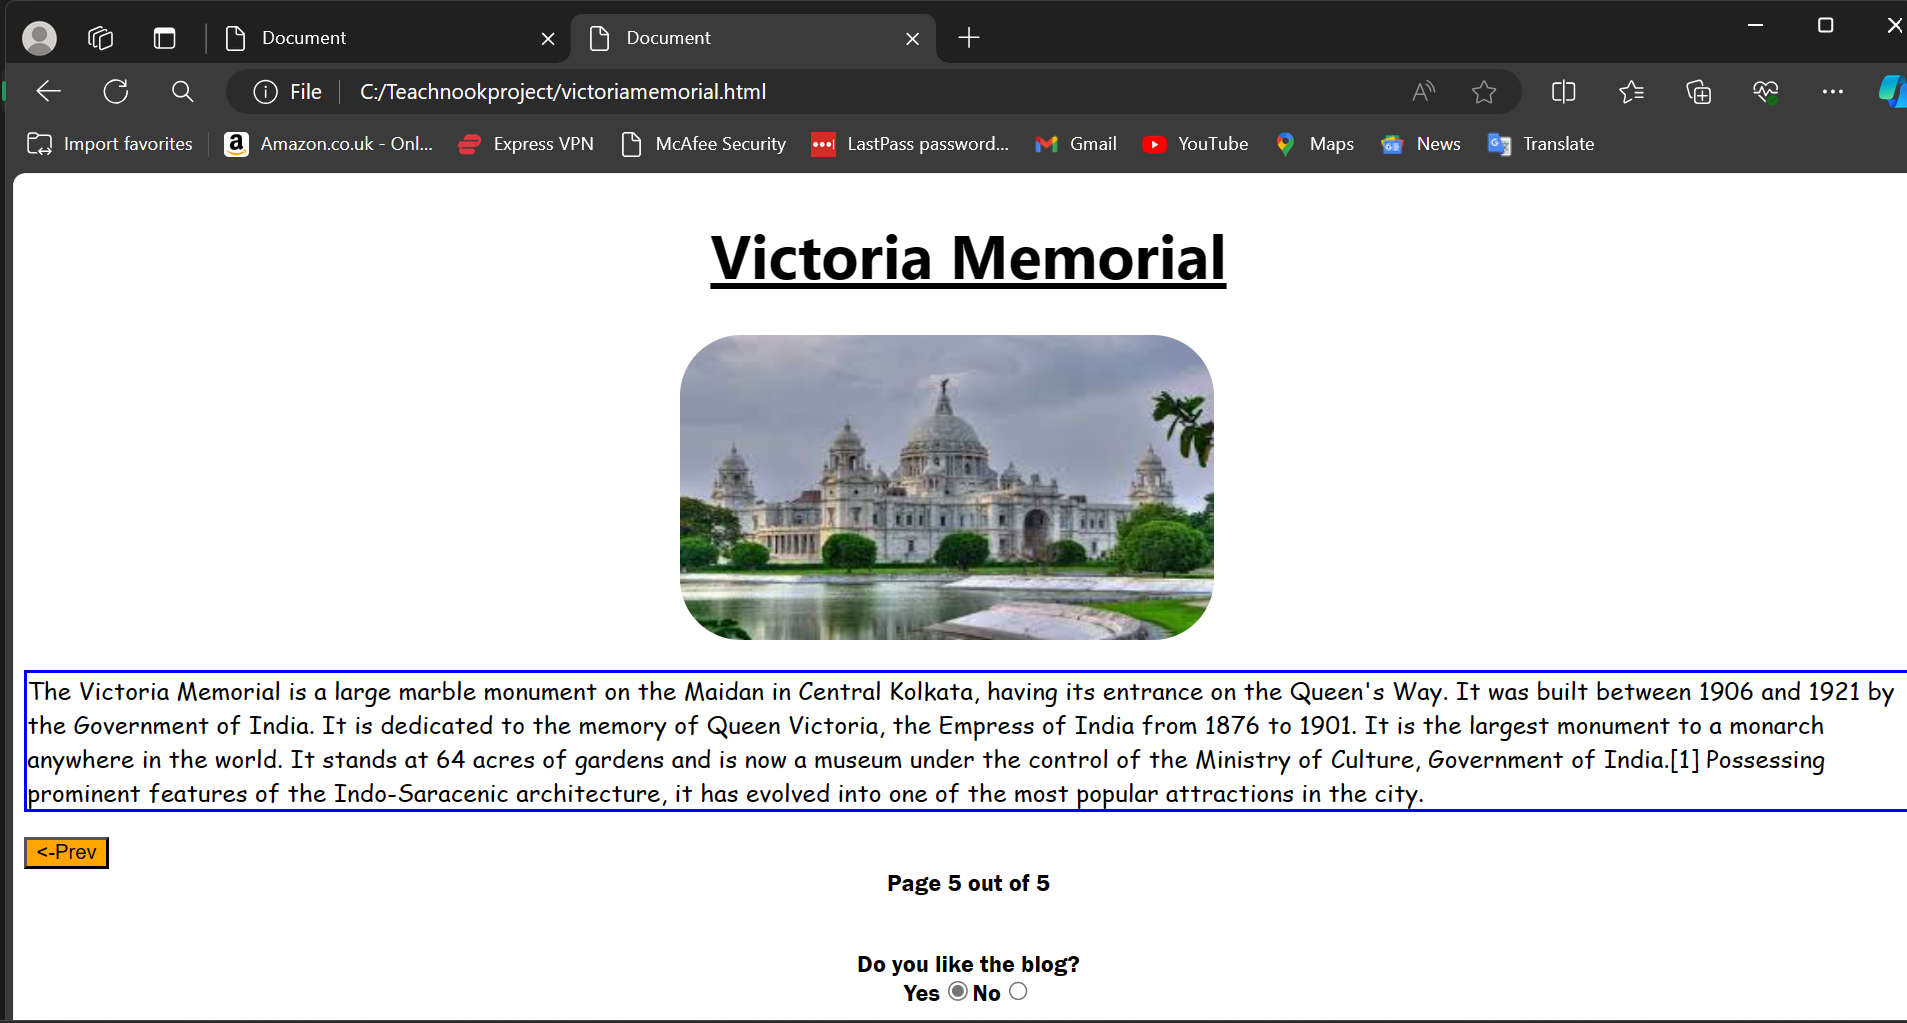 Document
Document
File
C:/Teachnookproject/victoriamemorial.html
Import favorites
Amazon.co.uk - Onl...
Express VPN
McAfee Security
LastPass password...
Gmail
YouTube
Maps
News
Translate
Victoria Memorial
The Victoria Memorial is a large marble monument on the Maidan in Central Kolkata, having its entrance on the Queen's Way. It was built between 1906 and 1921 by
the Government of India. It is dedicated to the memory of Queen Victoria, the Empress of India from 1876 to 1901. It is the largest monument to a monarch
anywhere in the world. It stands at 64 acres of gardens and is now a museum under the control of the Ministry of Culture, Government of India.[1] Possessing
prominent features of the Indo-Saracenic architecture, it has evolved into one of the most popular attractions in the city.
<-Prev
Page 5 out of 5
Do you like the blog?
Yes No